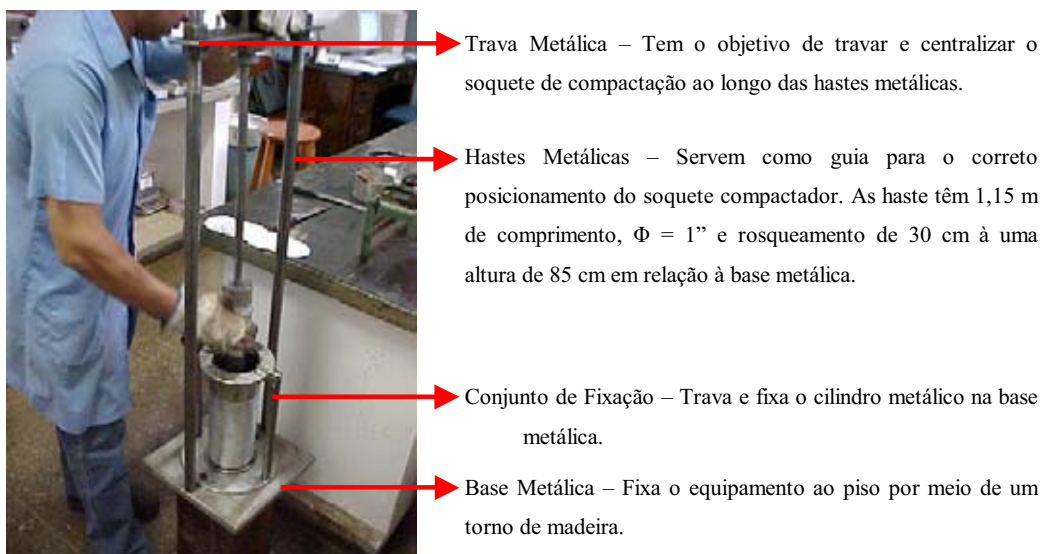 Trava Metálica – Tem o objetivo de travar e centralizar o
soquete de compactação ao longo das hastes metálicas.
Hastes Metálicas – Servem como guia para o correto
posicionamento do soquete compactador. As haste têm 1,15 m
de comprimento, Φ = 1” e rosqueamento de 30 cm à uma
altura de 85 cm em relação à base metálica.
Conjunto de Fixação – Trava e fixa o cilindro metálico na base
metálica.
Base Metálica – Fixa o equipamento ao piso por meio de um
torno de madeira.